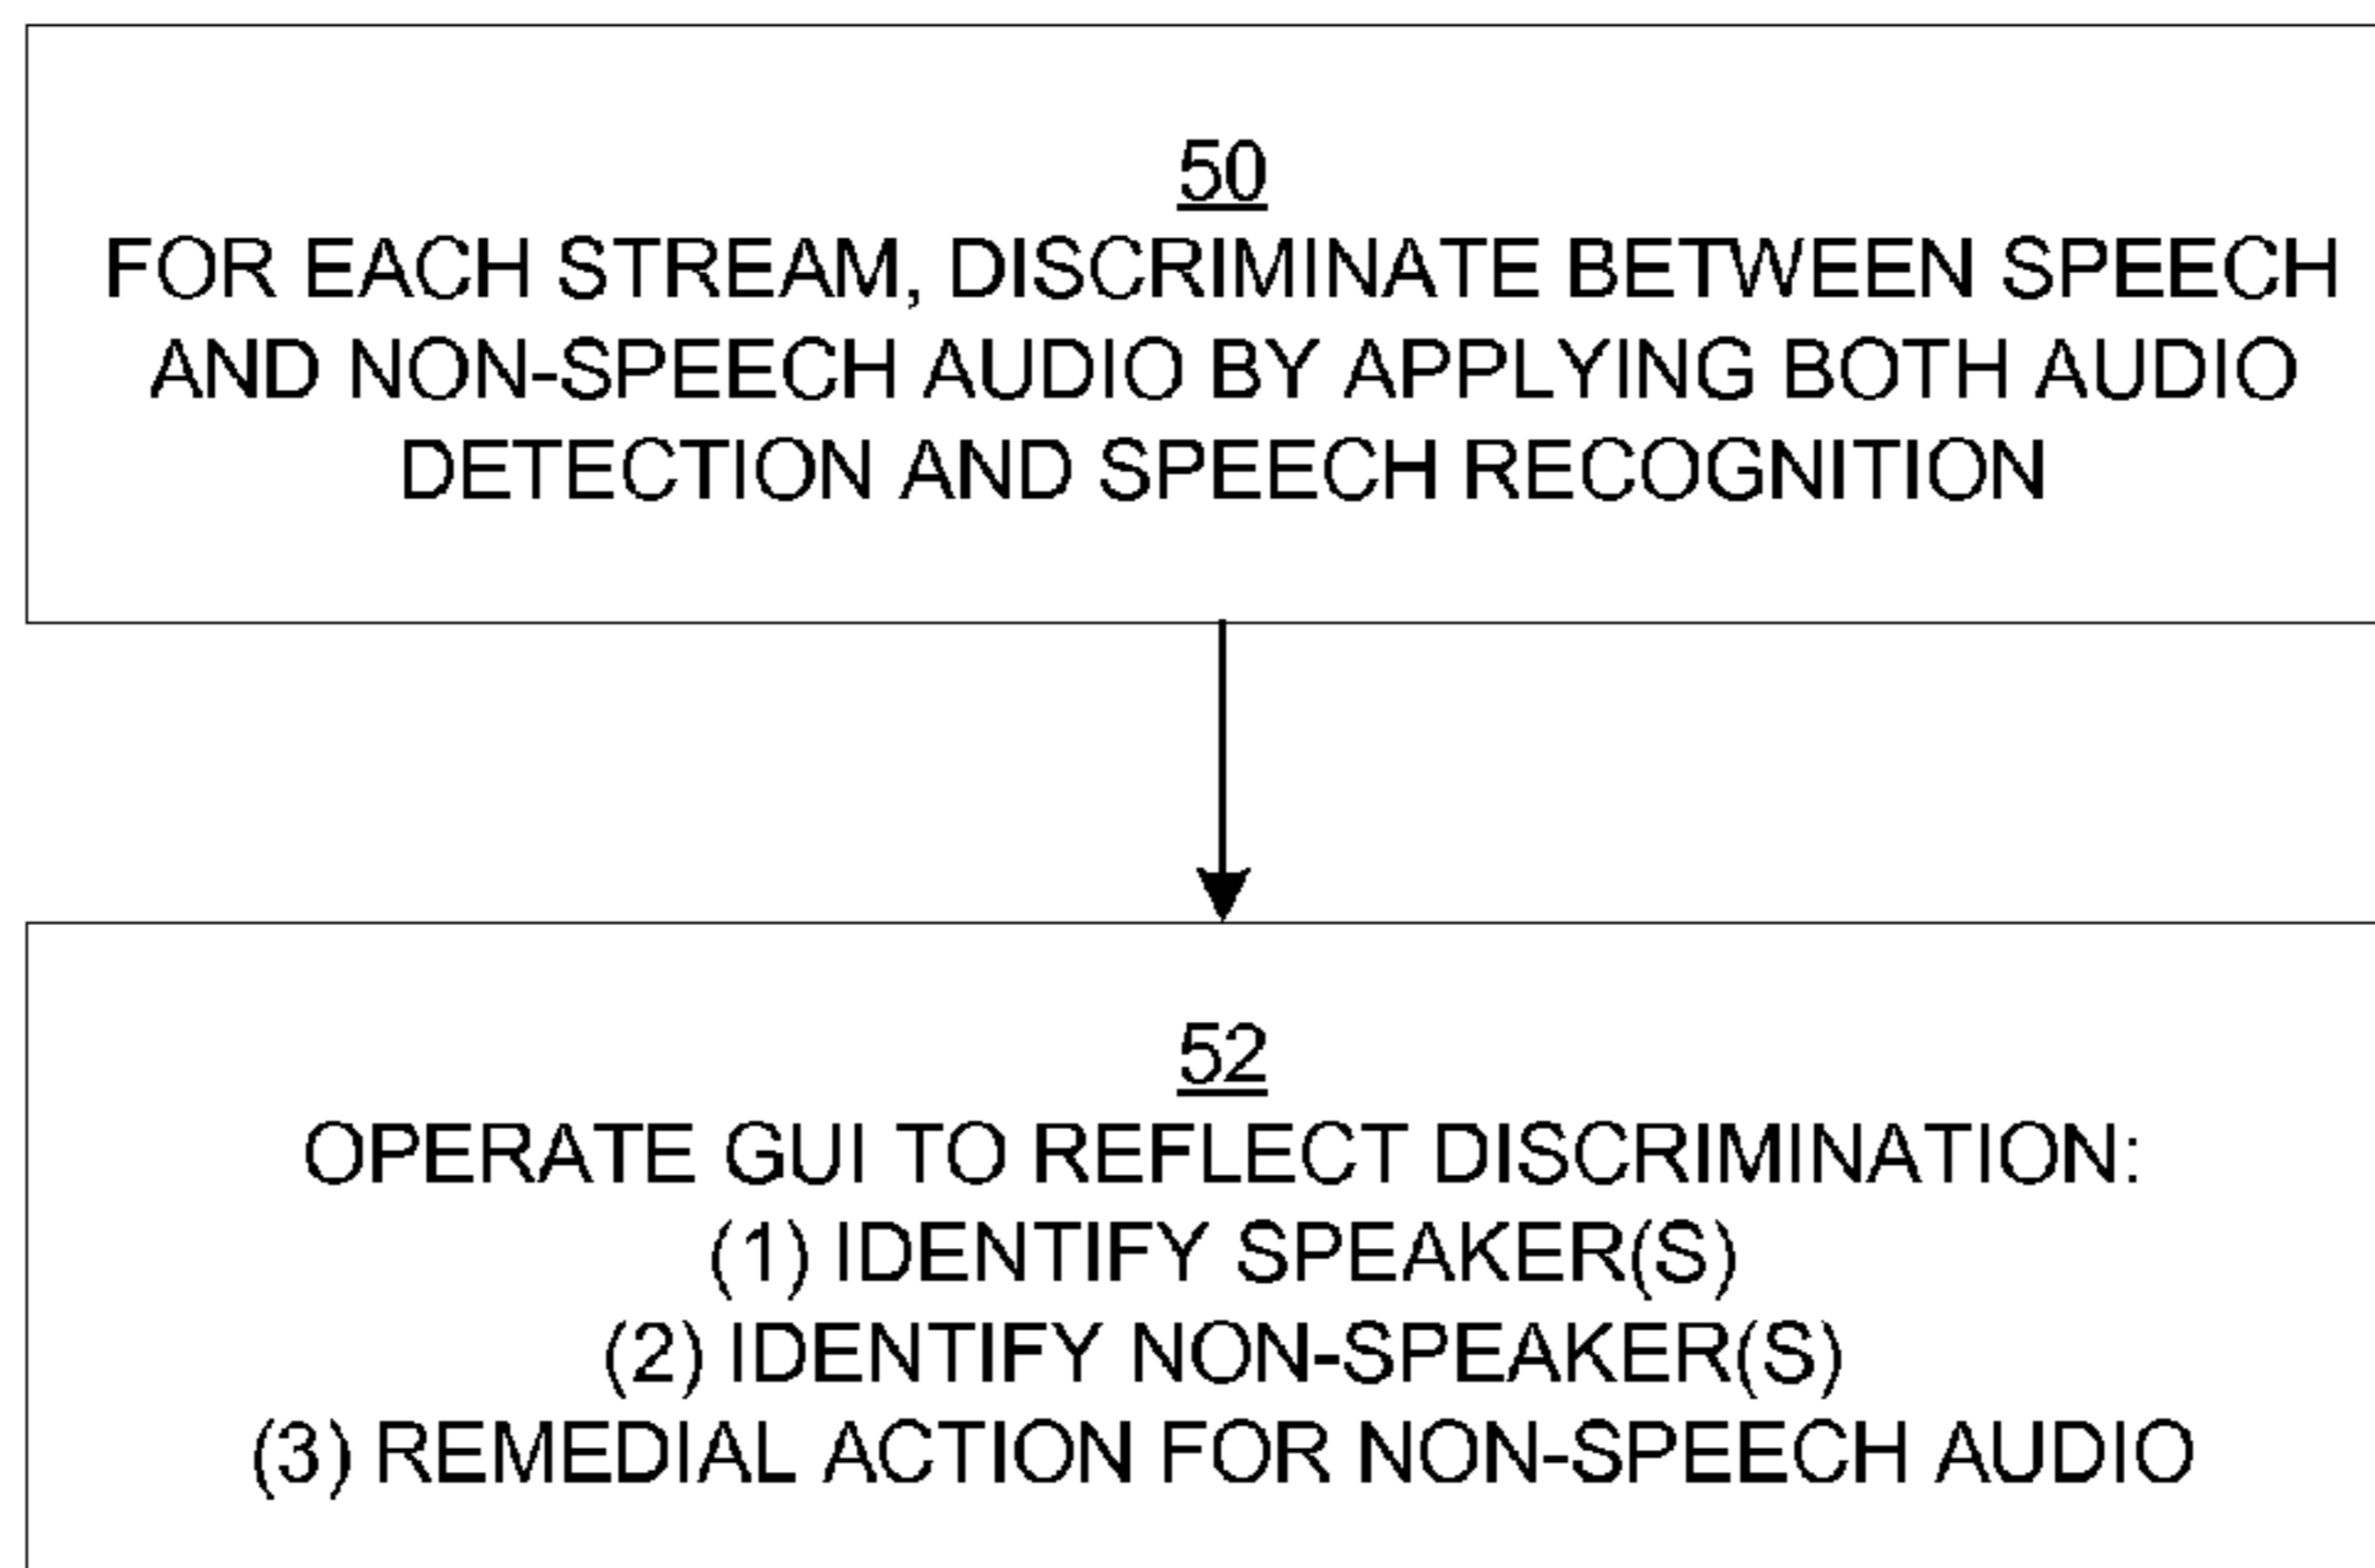 50
FOR EACH STREAM, DISCRIMINATE BETWEEN SPEECH
AND NON-SPEECH AUDIO BY APPLYING BOTH AUDIO
DETECTION AND SPEECH RECOGNITION
52
OPERATE GUI TO REFLECT DISCRIMINATION:
(1) IDENTIFY SPEAKER(S)
(2) IDENTIFY NON-SPEAKER(S)
(3) REMEDIAL ACTION FOR NON-SPEECH AUDIO